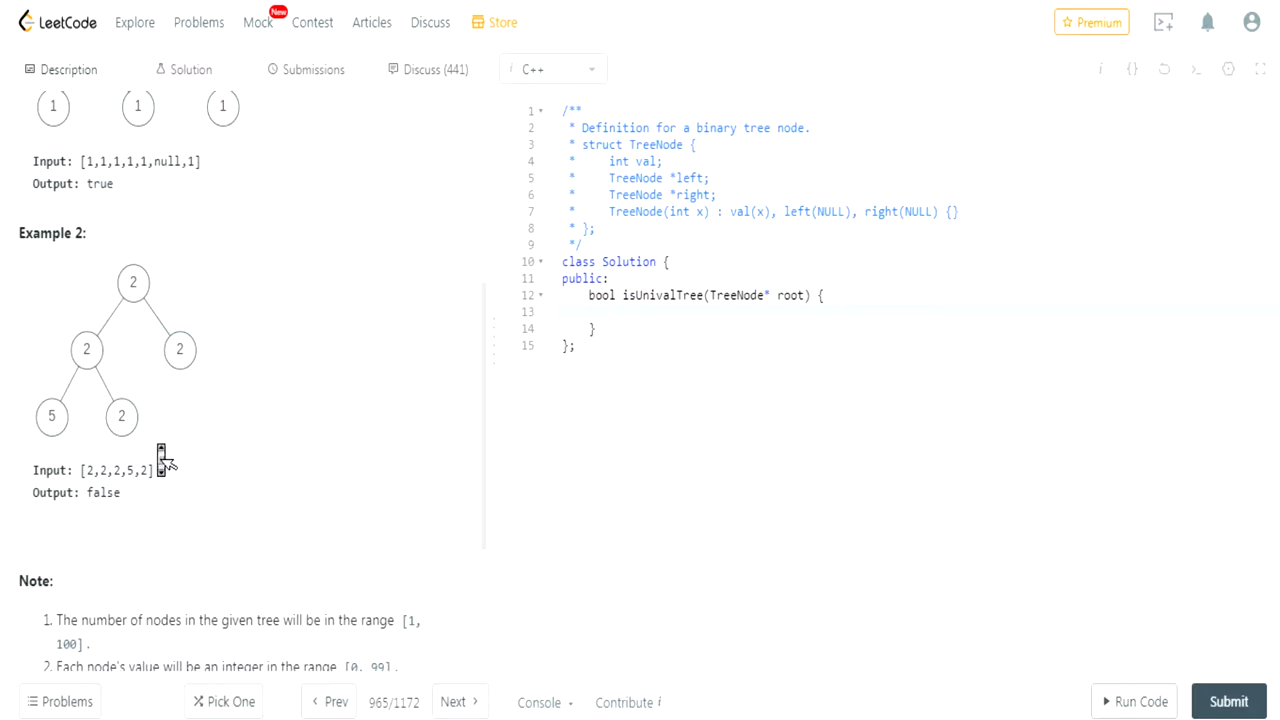 LeetCode Explore Problems Mock New Contest Articles Discuss Store Premium
Description Solution Submissions Discuss (441)
1 1 1
Input: [1,1,1,1,1,null,1]
Output: true
Example 2:
2
2 2
5 2
Input: [2,2,2,5,2]
Output: false
Note:
1. The number of nodes in the given tree will be in the range [1,
100].
2. Each node's value will be an integer in the range [0, 99].
i C++ i {}
1 /**
2 * Definition for a binary tree node.
3 * struct TreeNode {
4 * int val;
5 * TreeNode *left;
6 * TreeNode *right;
7 * TreeNode(int x) : val(x), left(NULL), right(NULL) {}
8 * };
9 */
10 class Solution {
11 public:
12 bool isUnivalTree(TreeNode* root) {
13
14 }
15 };
Problems Pick One Prev 965/1172 Next Console Contribute i Run Code Submit